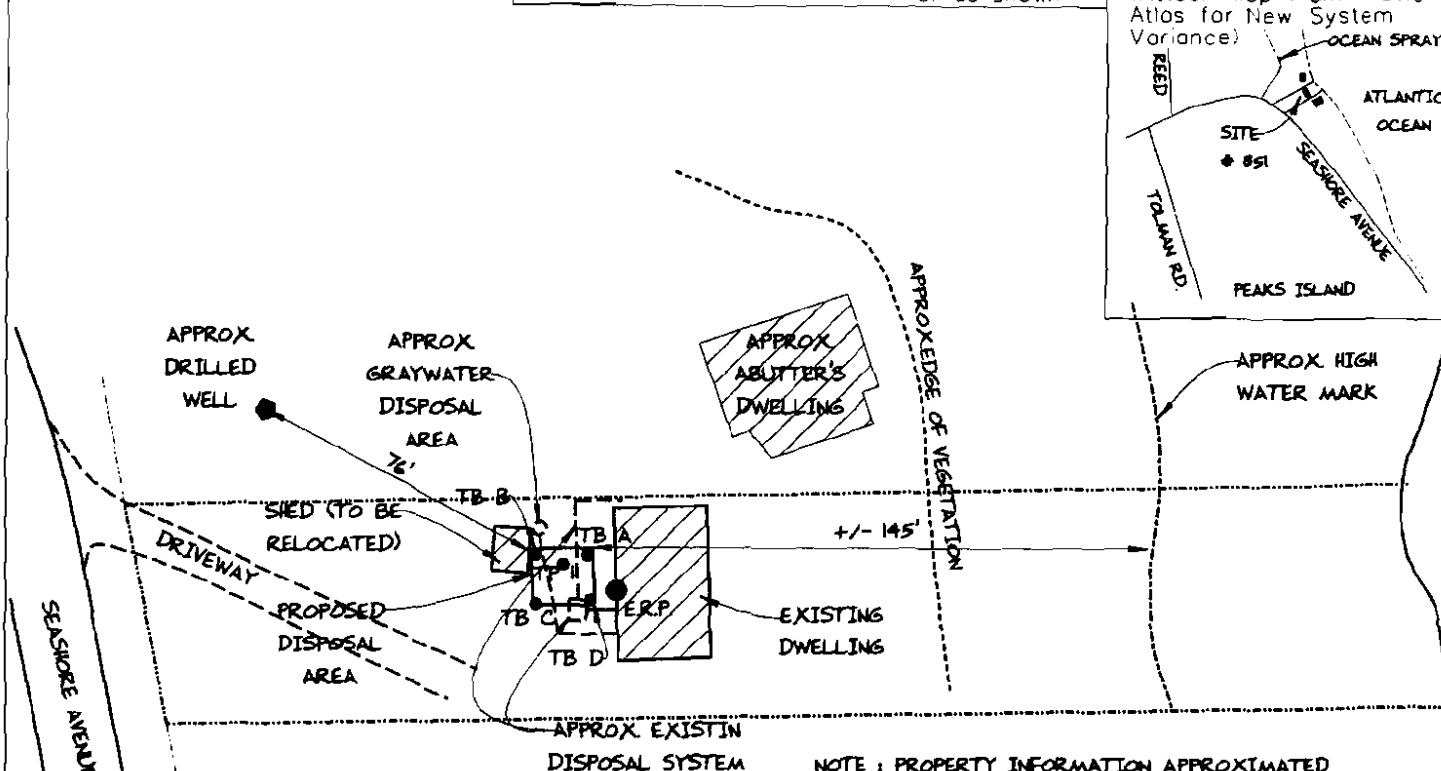 Atlas for New System
Variance)
OCEAN SPRAY
REED
ATLANTIC
OCEAN
SITE
# 851
SEASHORE AVENUE
TOLMAN RD.
PEAKS ISLAND
APPROX
DRILLED
WELL
APPROX
GRAYWATER
DISPOSAL
AREA
APPROX
ABUTTER'S
DWELLING
APPROX EDGE OF VEGETATION
APPROX HIGH
WATER MARK
76'
TB B
TB A
SHED (TO BE
RELOCATED)
+/- 145'
DRIVEWAY
TP 1
PROPOSED
DISPOSAL
AREA
TB C
E.R.P.
TB D
EXISTING
DWELLING
SEASHORE AVENUE
APPROX EXISTIN
DISPOSAL SYSTEM
NOTE : PROPERTY INFORMATION APPROXIMATED